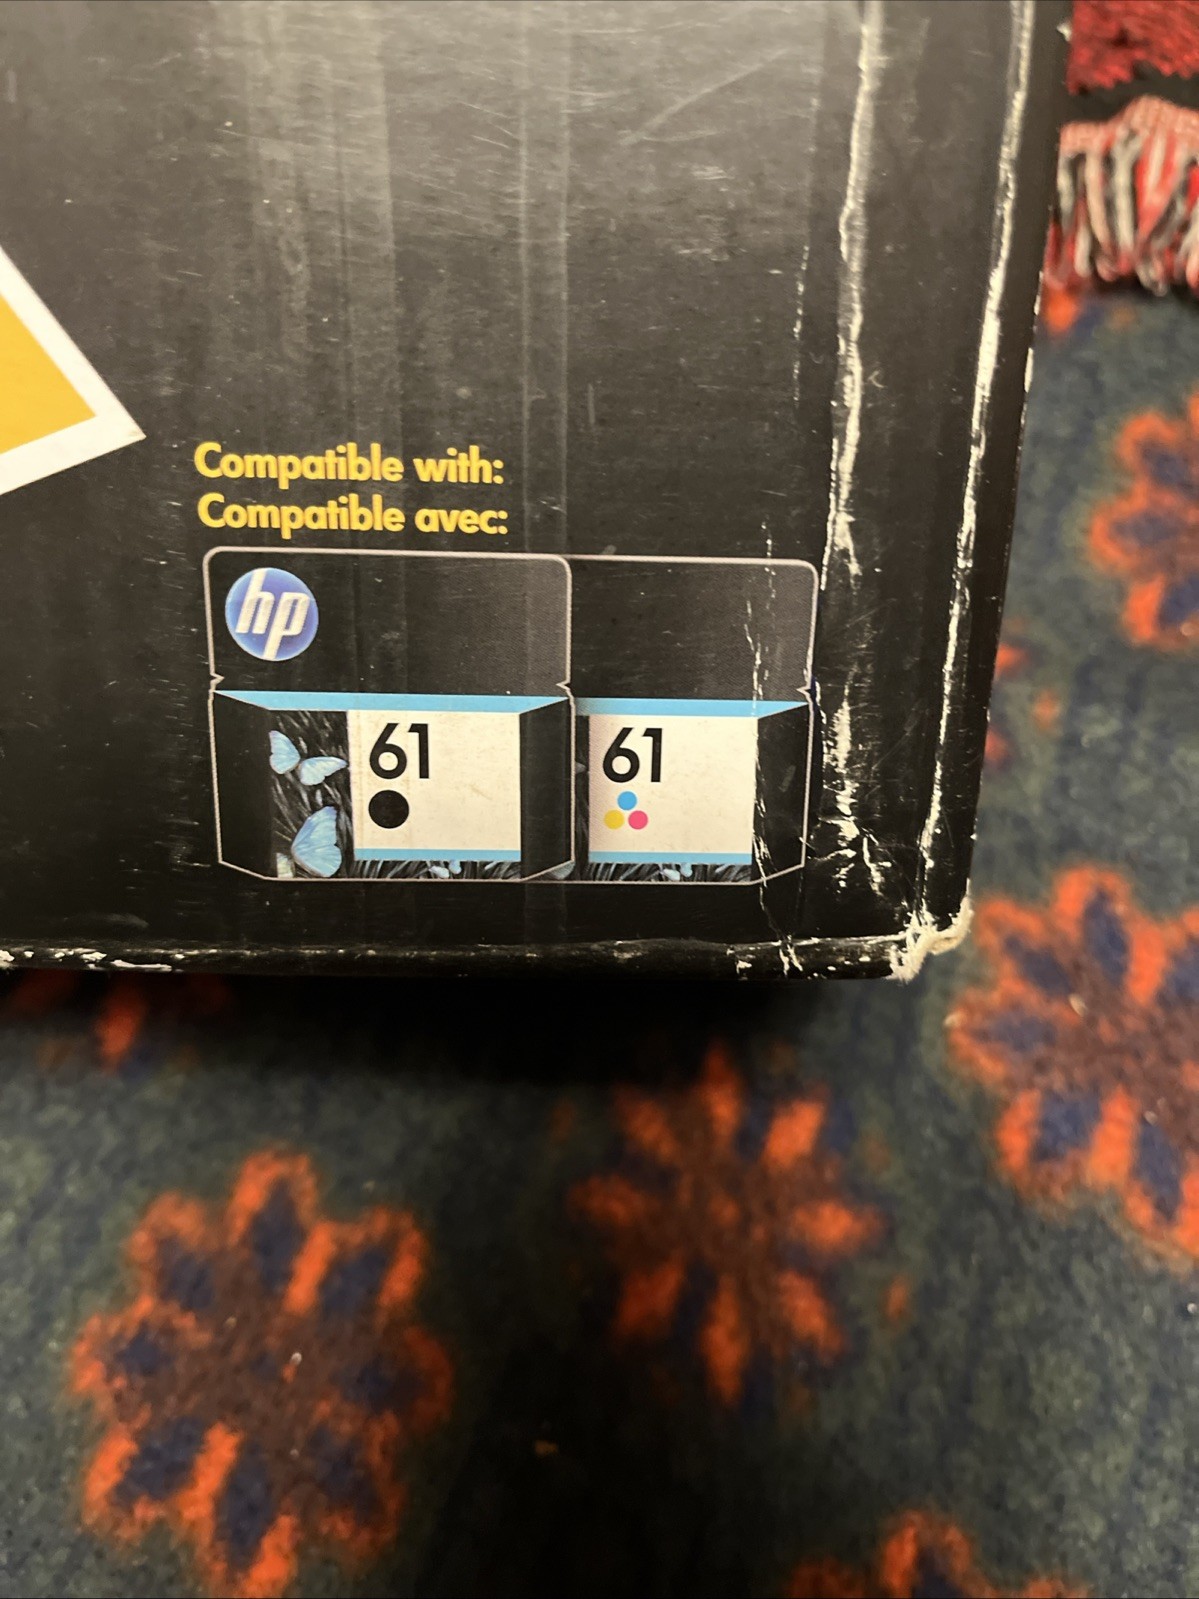 Compatible with:
Compatible avec:
hp
61 61